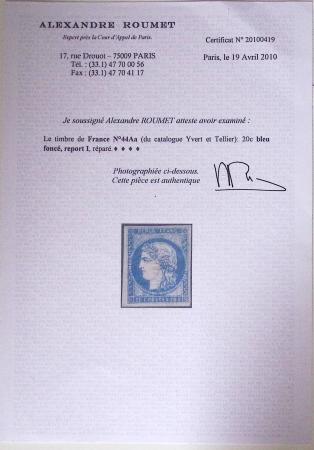 ALEXANDRE ROUMET
Expert près la Cour d'Appel de Paris.
Certificat N° 20100419
17, rue Drouot – 75009 PARIS
Tél. : (33.1) 47 70 00 56
Fax : (33.1) 47 70 41 17
Paris, le 19 Avril 2010
Je soussigné Alexandre ROUMET atteste avoir examiné :
Le timbre de France N°44Aa (du catalogue Yvert et Tellier): 20c bleu
foncé, report I, réparé ♦ ♦ ♦ ♦
Photographiée ci-dessous.
Cette pièce est authentique